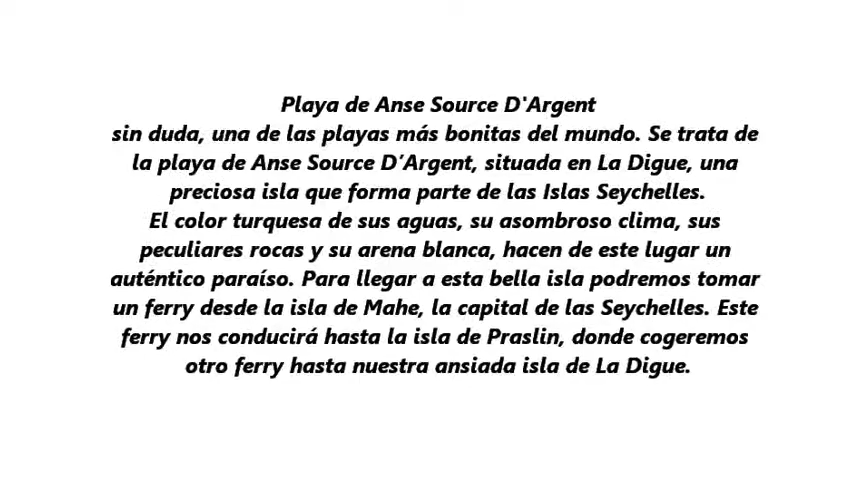 Playa de Anse Source D'Argent
sin duda, una de las playas más bonitas del mundo. Se trata de
la playa de Anse Source D’Argent, situada en La Digue, una
preciosa isla que forma parte de las Islas Seychelles.
El color turquesa de sus aguas, su asombroso clima, sus
peculiares rocas y su arena blanca, hacen de este lugar un
auténtico paraíso. Para llegar a esta bella isla podremos tomar
un ferry desde la isla de Mahe, la capital de las Seychelles. Este
ferry nos conducirá hasta la isla de Praslin, donde cogeremos
otro ferry hasta nuestra ansiada isla de La Digue.